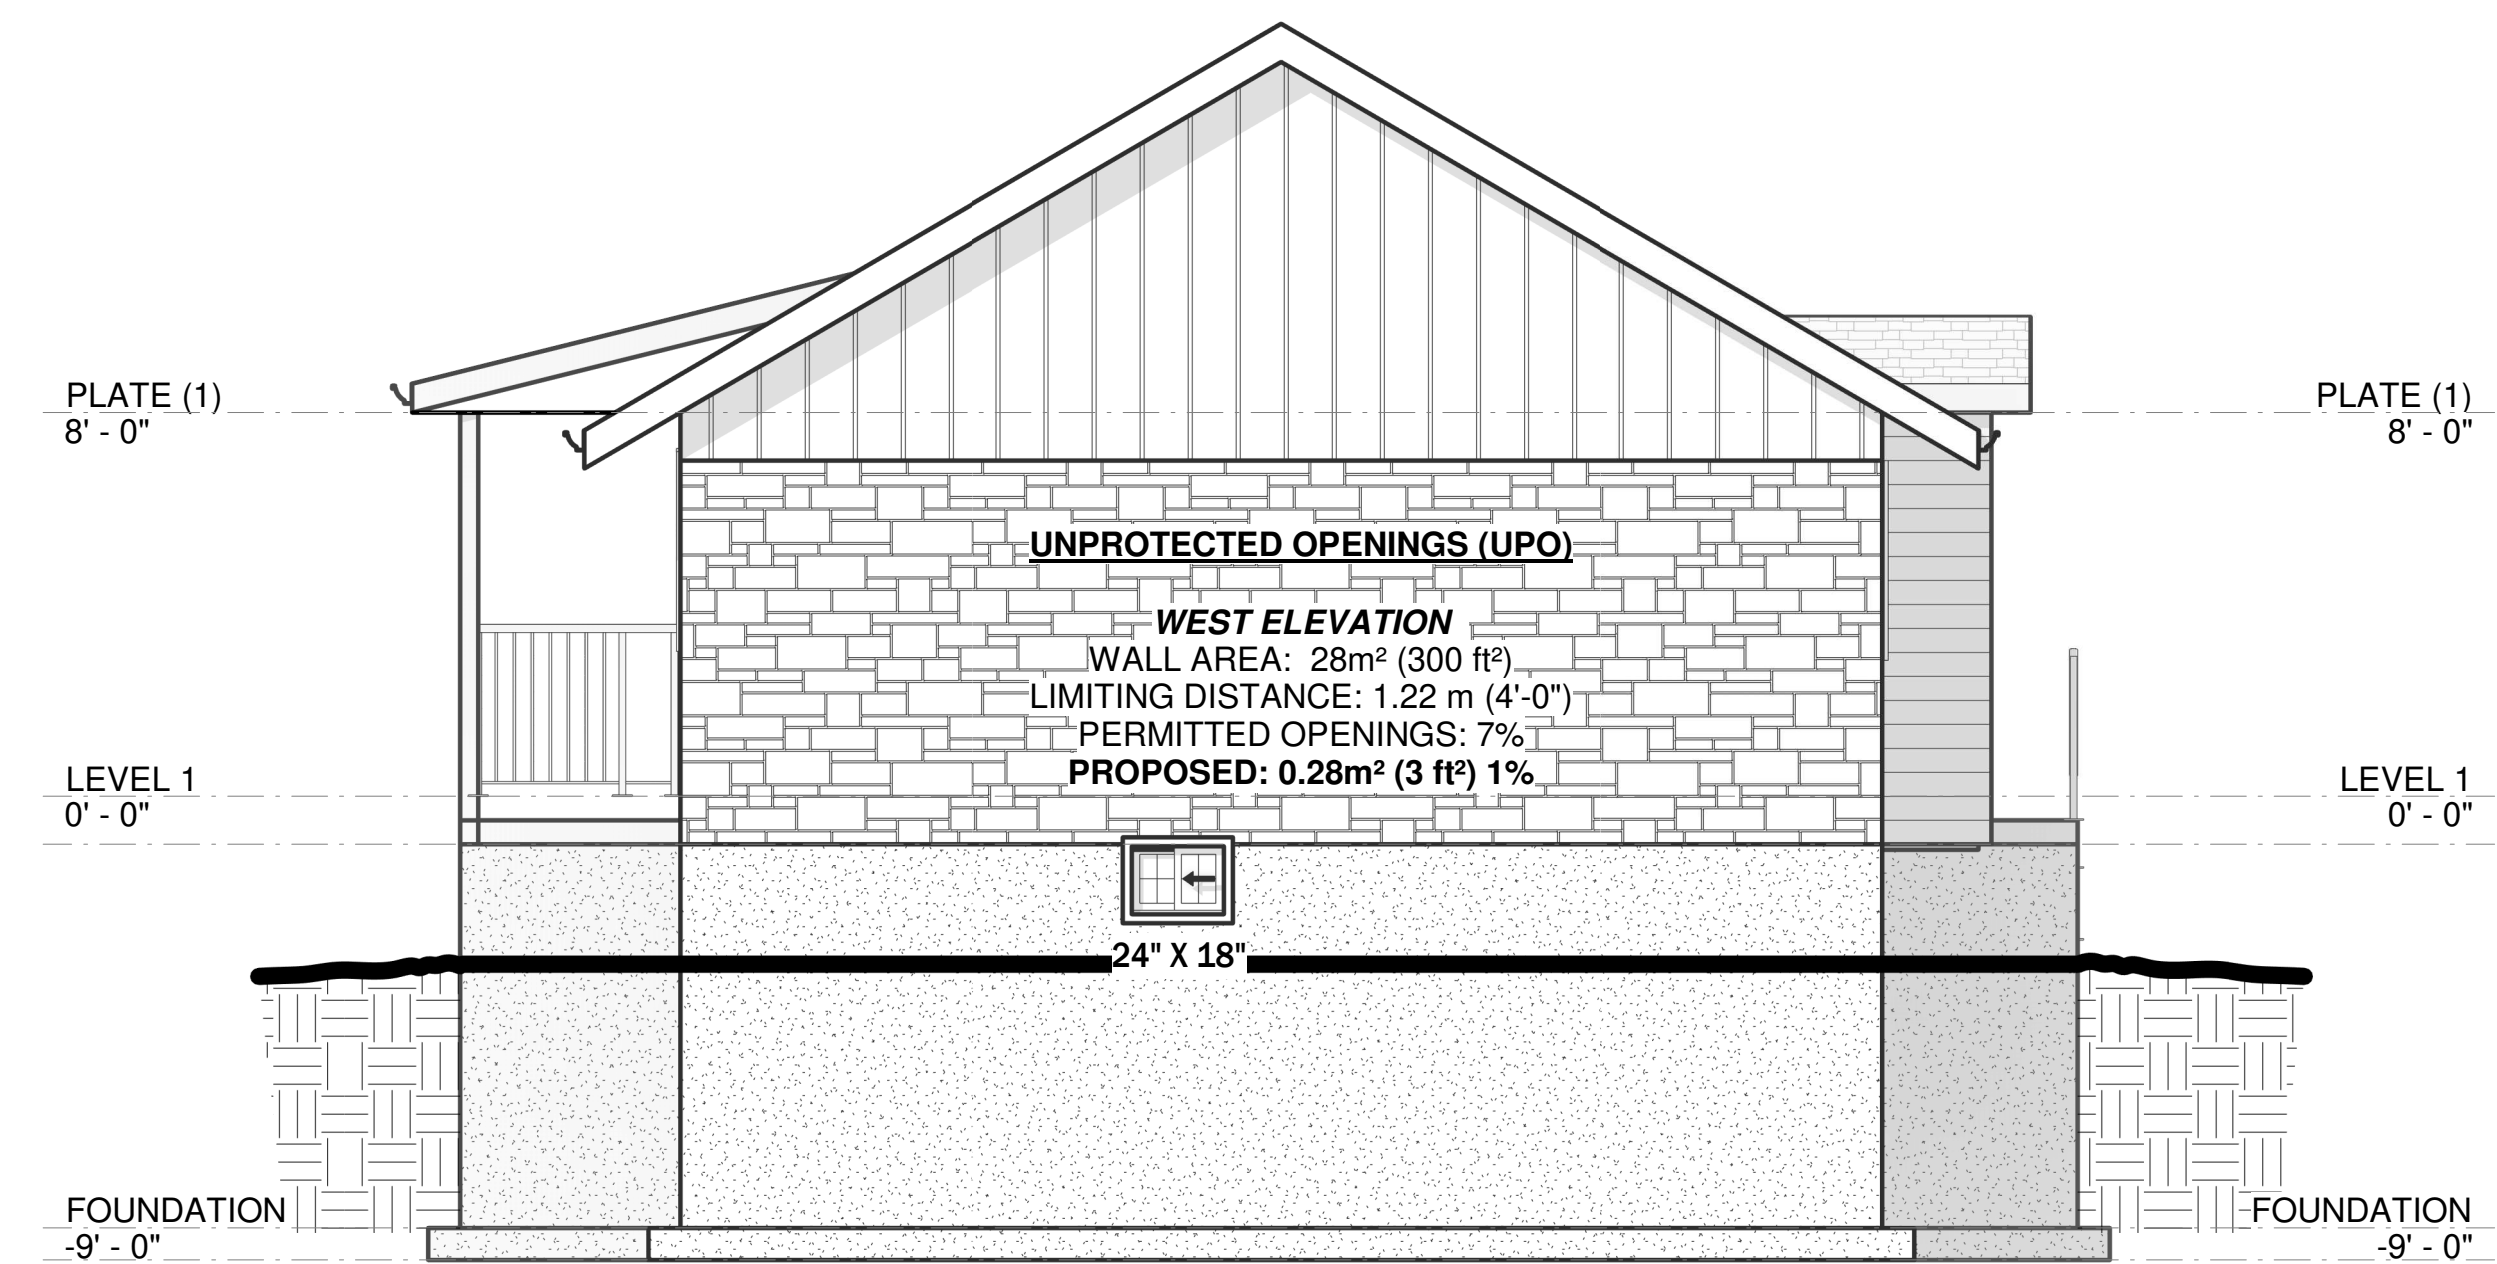 PLATE (1)
8' - 0"
PLATE (1)
8' - 0"
UNPROTECTED OPENINGS (UPO)
WEST ELEVATION
WALL AREA: 28m² (300 ft²)
LIMITING DISTANCE: 1.22 m (4'-0")
PERMITTED OPENINGS: 7%
PROPOSED: 0.28m² (3 ft²) 1%
LEVEL 1
0' - 0"
LEVEL 1
0' - 0"
24" X 18"
FOUNDATION
-9' - 0"
FOUNDATION
-9' - 0"